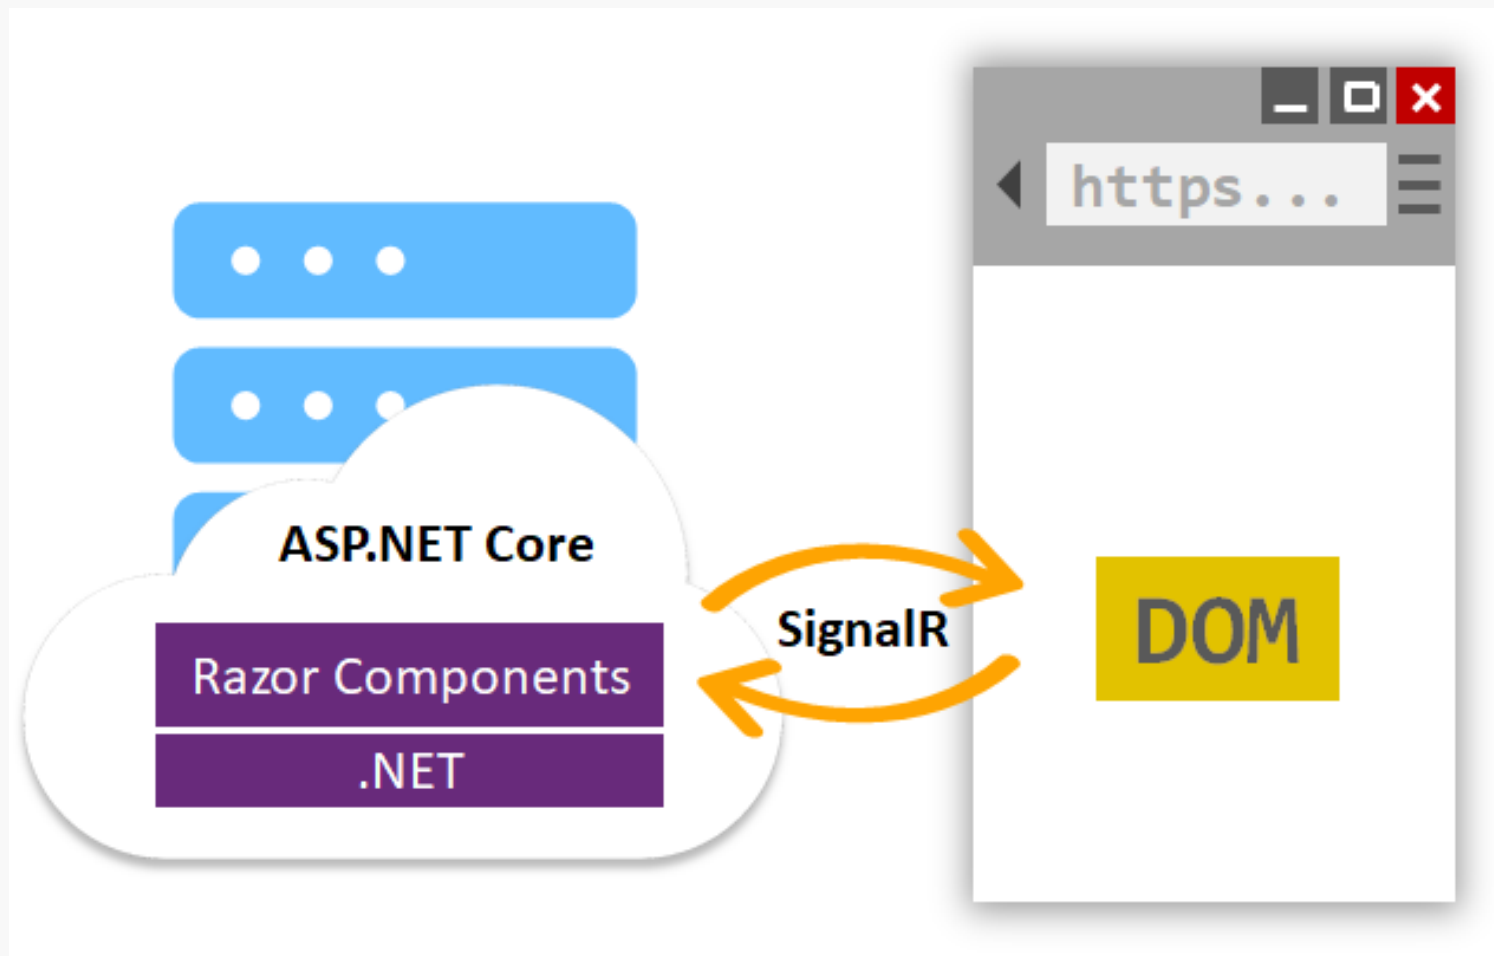 https...
ASP.NET Core
SignalR
Razor Components
.NET
DOM